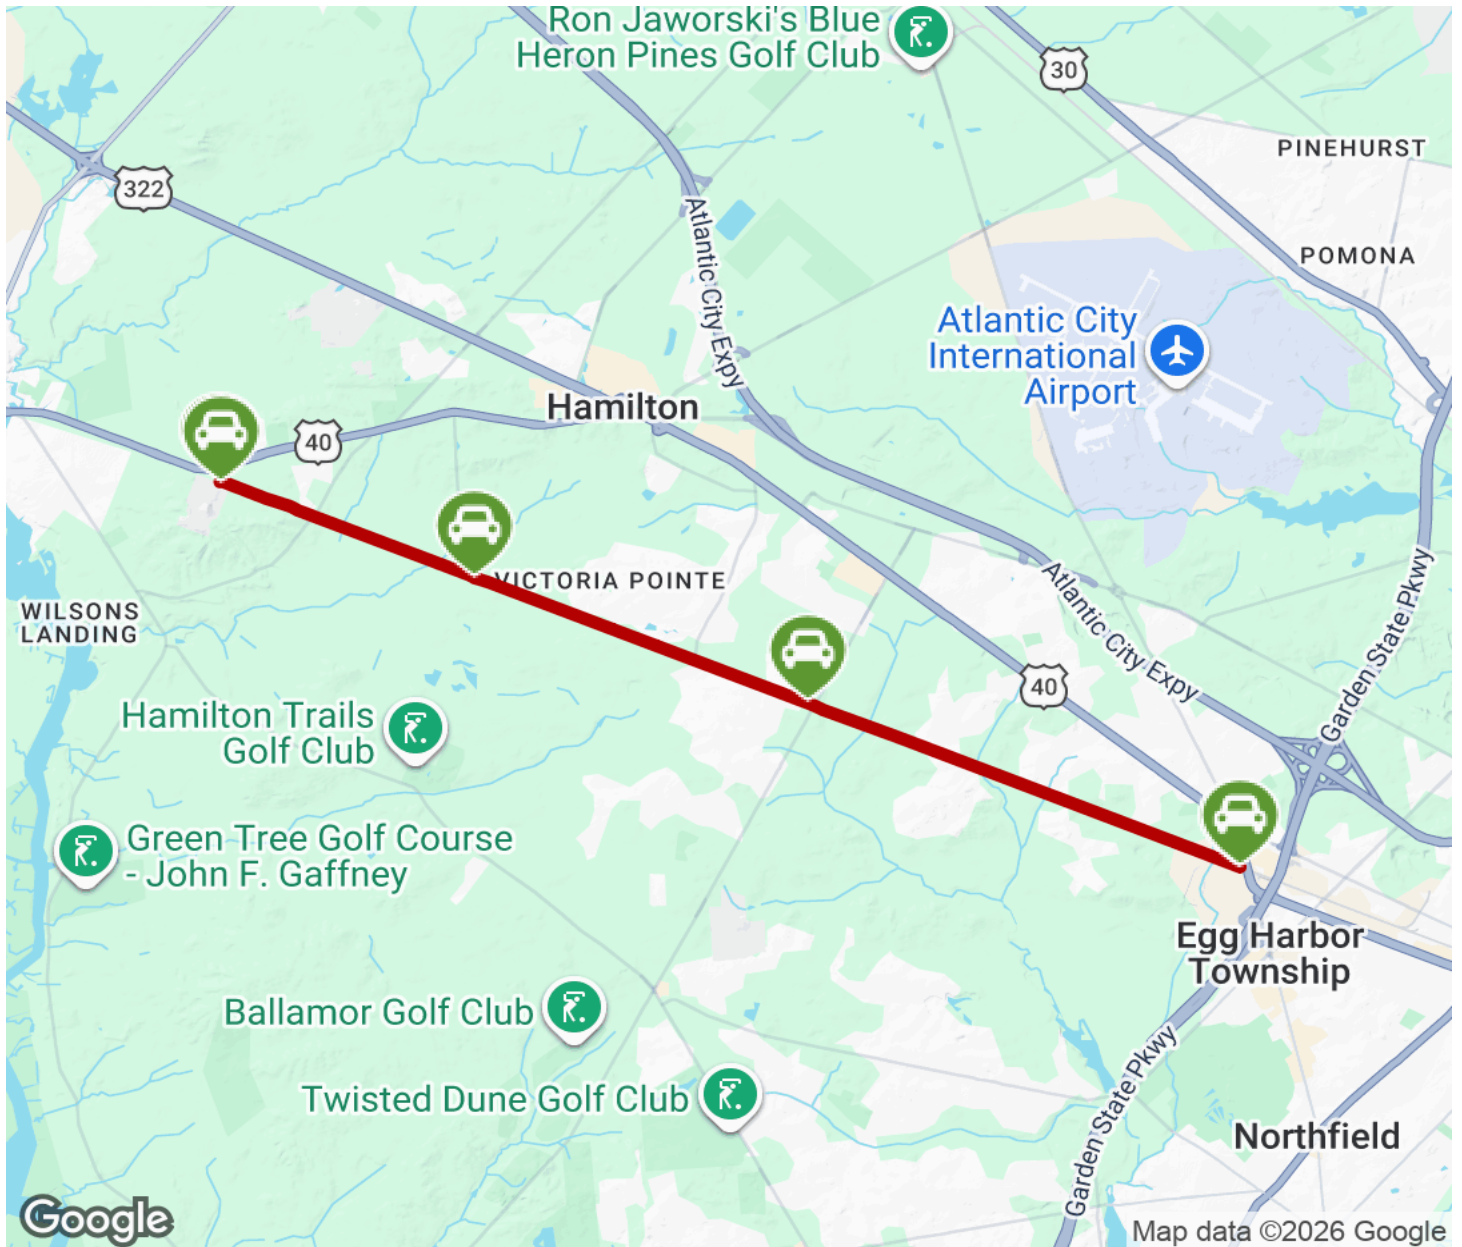 Ron Jaworski's Blue
Heron Pines Golf Club
30
PINEHURST
322
POMONA
Atlantic City Expy
Atlantic City
International
Airport
Hamilton
40
VICTORIA POINTE
WILSONS
LANDING
Atlantic City Expy
Garden State Pkwy
40
Hamilton Trails
Golf Club
Green Tree Golf Course
- John F. Gaffney
Egg Harbor
Township
Ballamor Golf Club
Twisted Dune Golf Club
Garden State Pkwy
Northfield
Google
Map data ©2026 Google